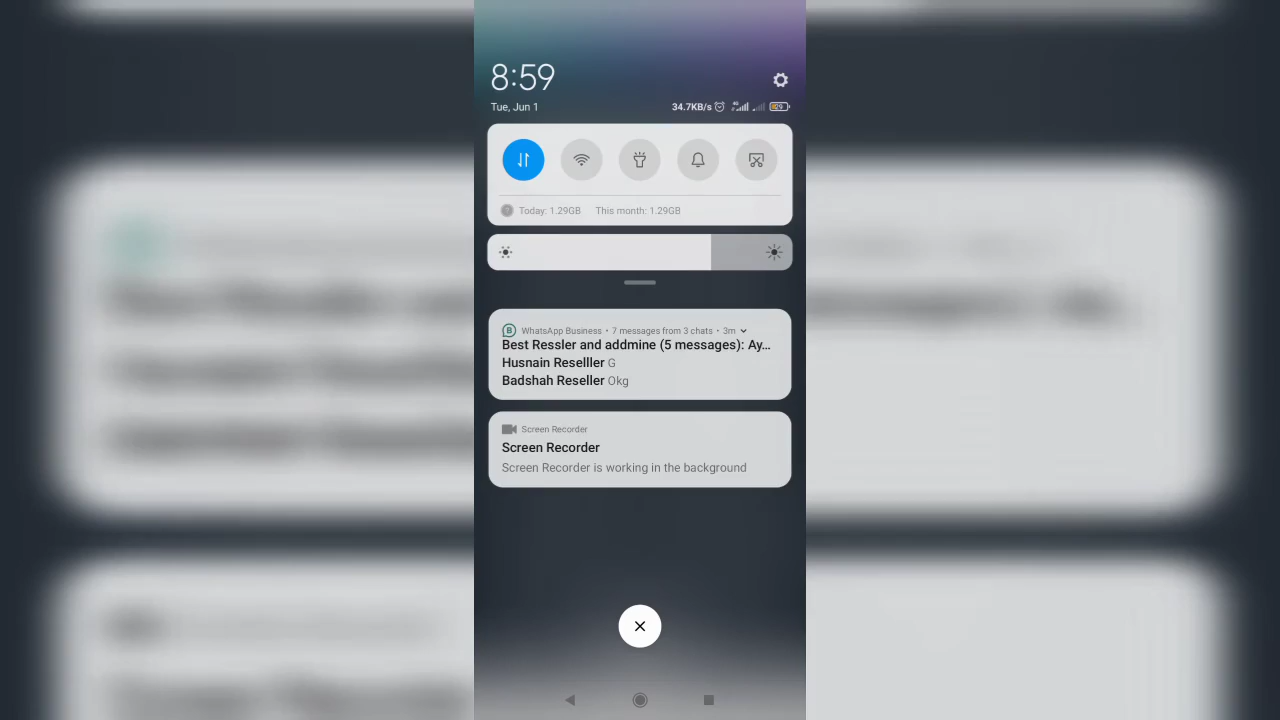 8:59
Tue, Jun 1
34.7KB/s 4G 29
Today: 1.29GB This month: 1.29GB
WhatsApp Business • 7 messages from 3 chats • 3m
Best Ressler and addmine (5 messages): Ay...
Husnain Reselller G
Badshah Reseller Okg
Screen Recorder
Screen Recorder
Screen Recorder is working in the background